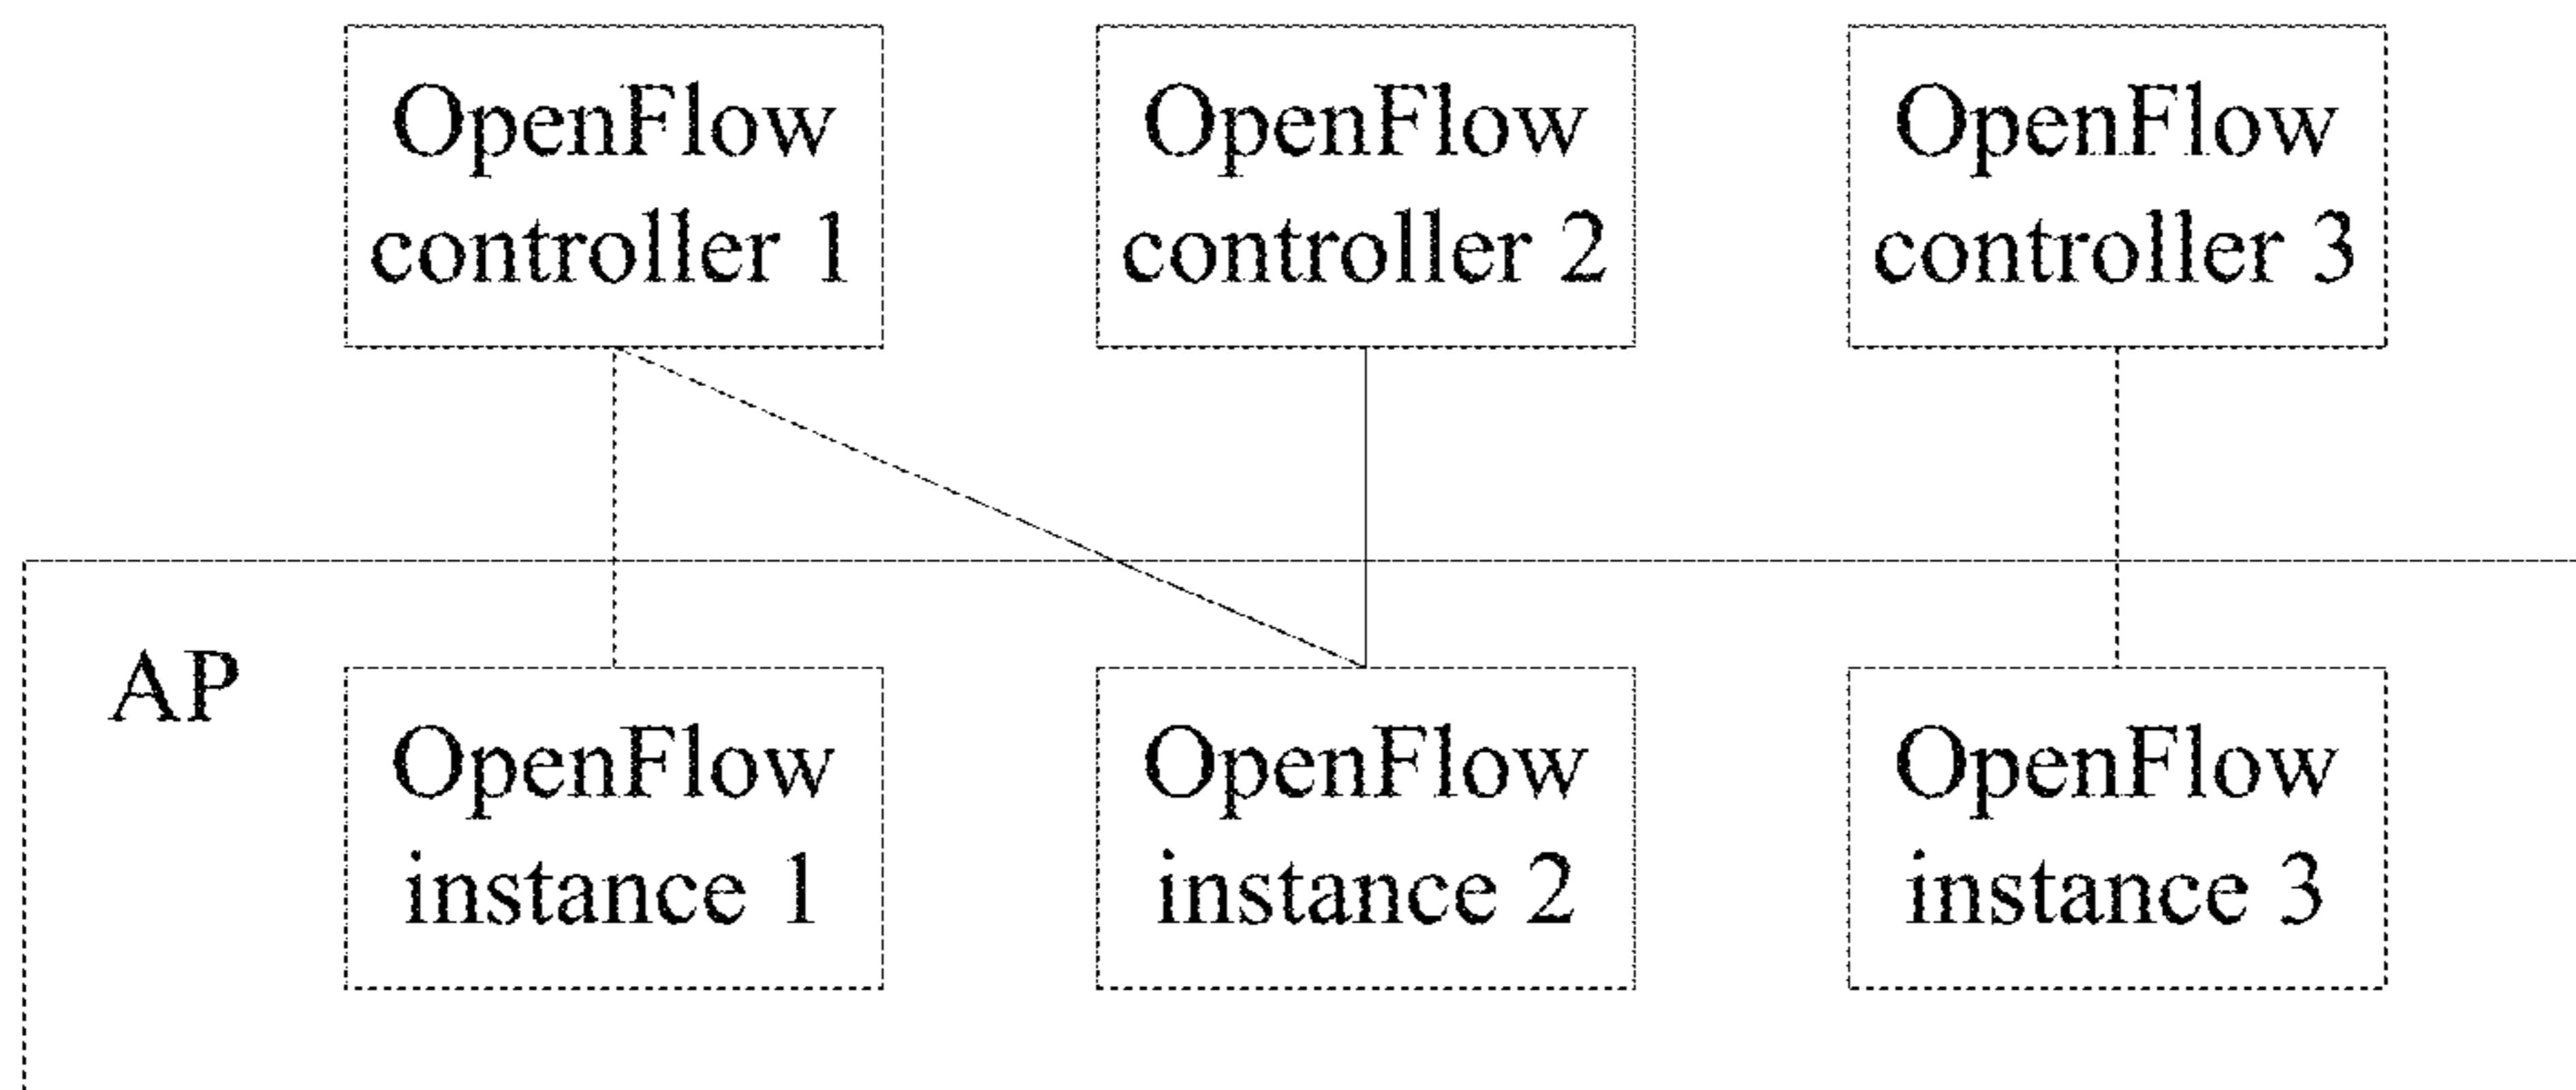 OpenFlow
controller 1
OpenFlow
controller 2
OpenFlow
controller 3
AP
OpenFlow
instance 1
OpenFlow
instance 2
OpenFlow
instance 3